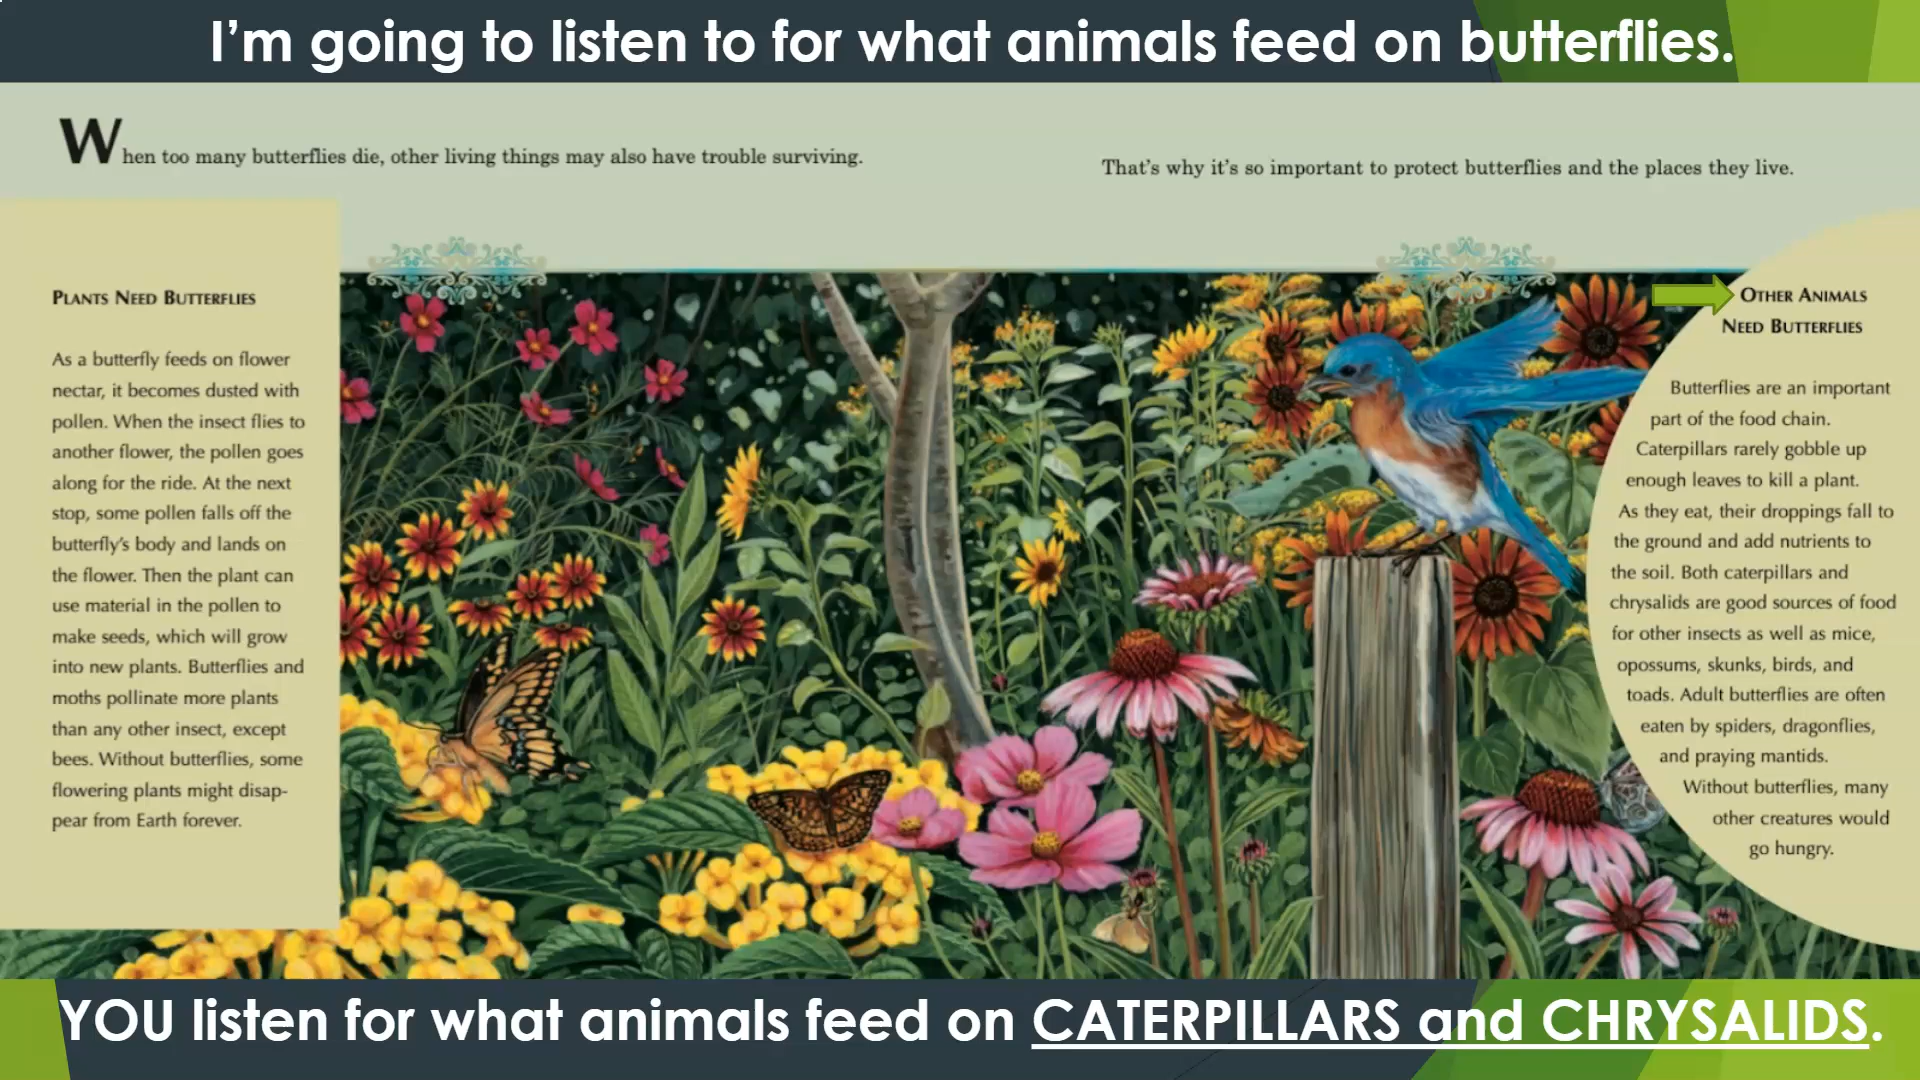 I'm going to listen to for what animals feed on butterflies.
When too many butterflies die, other living things may also have trouble surviving.
That's why it's so important to protect butterflies and the places they live.
PLANTS NEED BUTTERFLIES
As a butterfly feeds on flower
nectar, it becomes dusted with
pollen. When the insect flies to
another flower, the pollen goes
along for the ride. At the next
stop, some pollen falls off the
butterfly's body and lands on
the flower. Then the plant can
use material in the pollen to
make seeds, which will grow
into new plants. Butterflies and
moths pollinate more plants
than any other insect, except
bees. Without butterflies, some
flowering plants might disap-
pear from Earth forever.
OTHER ANIMALS
NEED BUTTERFLIES
Butterflies are an important
part of the food chain.
Caterpillars rarely gobble up
enough leaves to kill a plant.
As they eat, their droppings fall to
the ground and add nutrients to
the soil. Both caterpillars and
chrysalids are good sources of food
for other insects as well as mice,
opossums, skunks, birds, and
toads. Adult butterflies are often
eaten by spiders, dragonflies,
and praying mantids.
Without butterflies, many
other creatures would
go hungry.
YOU listen for what animals feed on CATERPILLARS and CHRYSALIDS.